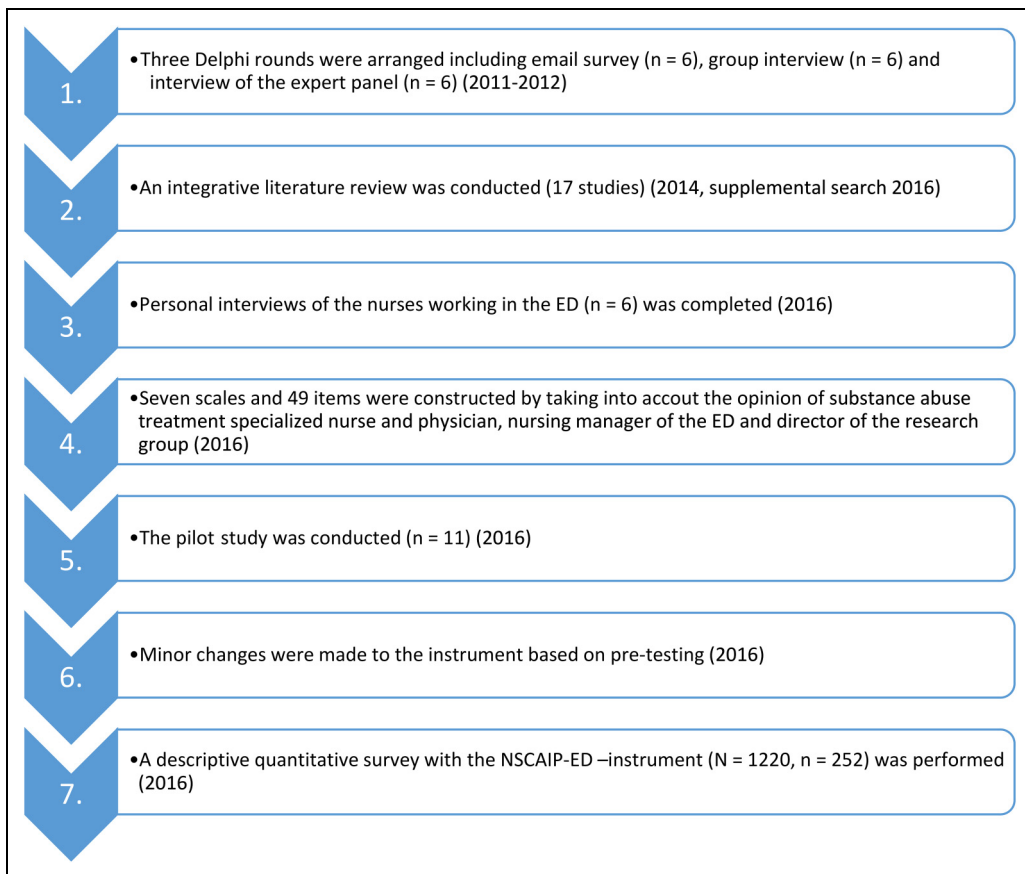 1.
•Three Delphi rounds were arranged including email survey (n = 6), group interview (n = 6) and
interview of the expert panel (n = 6) (2011-2012)
2.
•An integrative literature review was conducted (17 studies) (2014, supplemental search 2016)
3.
•Personal interviews of the nurses working in the ED (n = 6) was completed (2016)
4.
•Seven scales and 49 items were constructed by taking into accout the opinion of substance abuse
treatment specialized nurse and physician, nursing manager of the ED and director of the research
group (2016)
5.
•The pilot study was conducted (n = 11) (2016)
6.
•Minor changes were made to the instrument based on pre-testing (2016)
7.
•A descriptive quantitative survey with the NSCAIP-ED –instrument (N = 1220, n = 252) was performed
(2016)